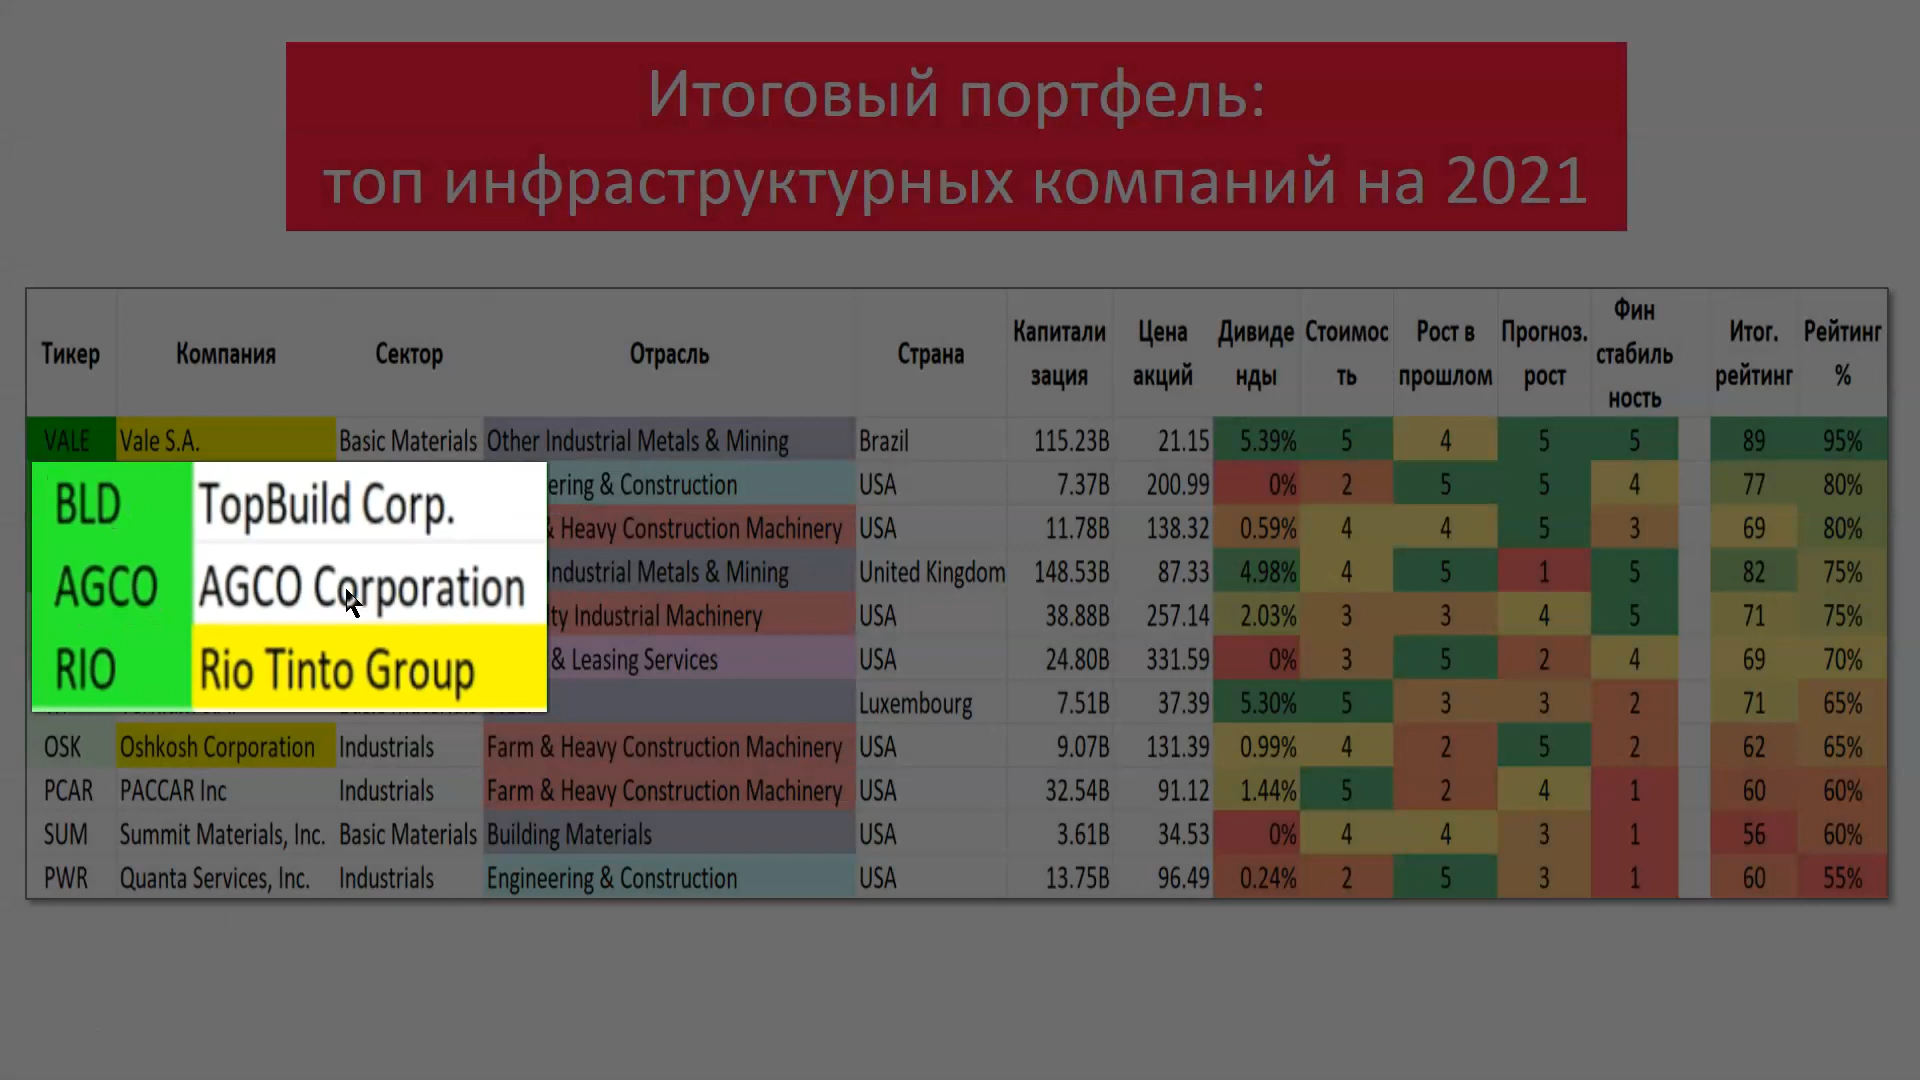 Итоговый портфель:
топ инфраструктурных компаний на 2021
Тикер Компания Сектор Отрасль Страна Капитали зация Цена акций Дивиде нды Стоимос ть Рост в прошлом Прогноз. рост Фин стабиль ность Итог. рейтинг Рейтинг %
VALE Vale S.A. Basic Materials Other Industrial Metals & Mining Brazil 115.23B 21.15 5.39% 5 4 5 5 89 95%
BLD TopBuild Corp. ering & Construction USA 7.37B 200.99 0% 2 5 5 4 77 80%
AGCO AGCO Corporation & Heavy Construction Machinery USA 11.78B 138.32 0.59% 4 4 5 3 69 80%
RIO Rio Tinto Group ndustrial Metals & Mining United Kingdom 148.53B 87.33 4.98% 4 5 1 5 82 75%
ty Industrial Machinery USA 38.88B 257.14 2.03% 3 3 4 5 71 75%
& Leasing Services USA 24.80B 331.59 0% 3 5 2 4 69 70%
Luxembourg 7.51B 37.39 5.30% 5 3 3 2 71 65%
OSK Oshkosh Corporation Industrials Farm & Heavy Construction Machinery USA 9.07B 131.39 0.99% 4 2 5 2 62 65%
PCAR PACCAR Inc Industrials Farm & Heavy Construction Machinery USA 32.54B 91.12 1.44% 5 2 4 1 60 60%
SUM Summit Materials, Inc. Basic Materials Building Materials USA 3.61B 34.53 0% 4 4 3 1 56 60%
PWR Quanta Services, Inc. Industrials Engineering & Construction USA 13.75B 96.49 0.24% 2 5 3 1 60 55%